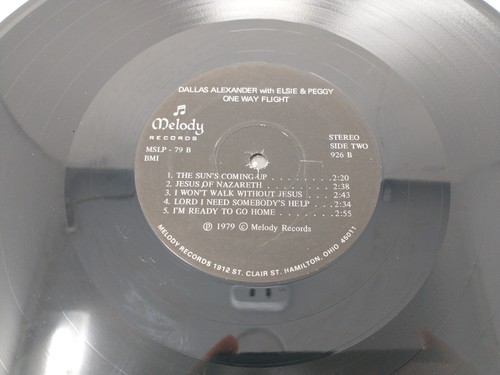 DALLAS ALEXANDER with ELSIE & PEGGY
ONE WAY FLIGHT
Melody
RECORDS
MSLP - 79 B
BMI
STEREO
SIDE TWO
926 B
1. THE SUN'S COMING UP . . . . . . . . . 2:20
2. JESUS OF NAZARETH . . . . . . . . . . 2:38
3. I WON'T WALK WITHOUT JESUS . . . . 2:43
4. LORD I NEED SOMEBODY'S HELP . . . . 2:34
5. I'M READY TO GO HOME . . . . . . . . 2:55
℗ 1979 © Melody Records
MELODY RECORDS 1912 ST. CLAIR ST. HAMILTON, OHIO 45011